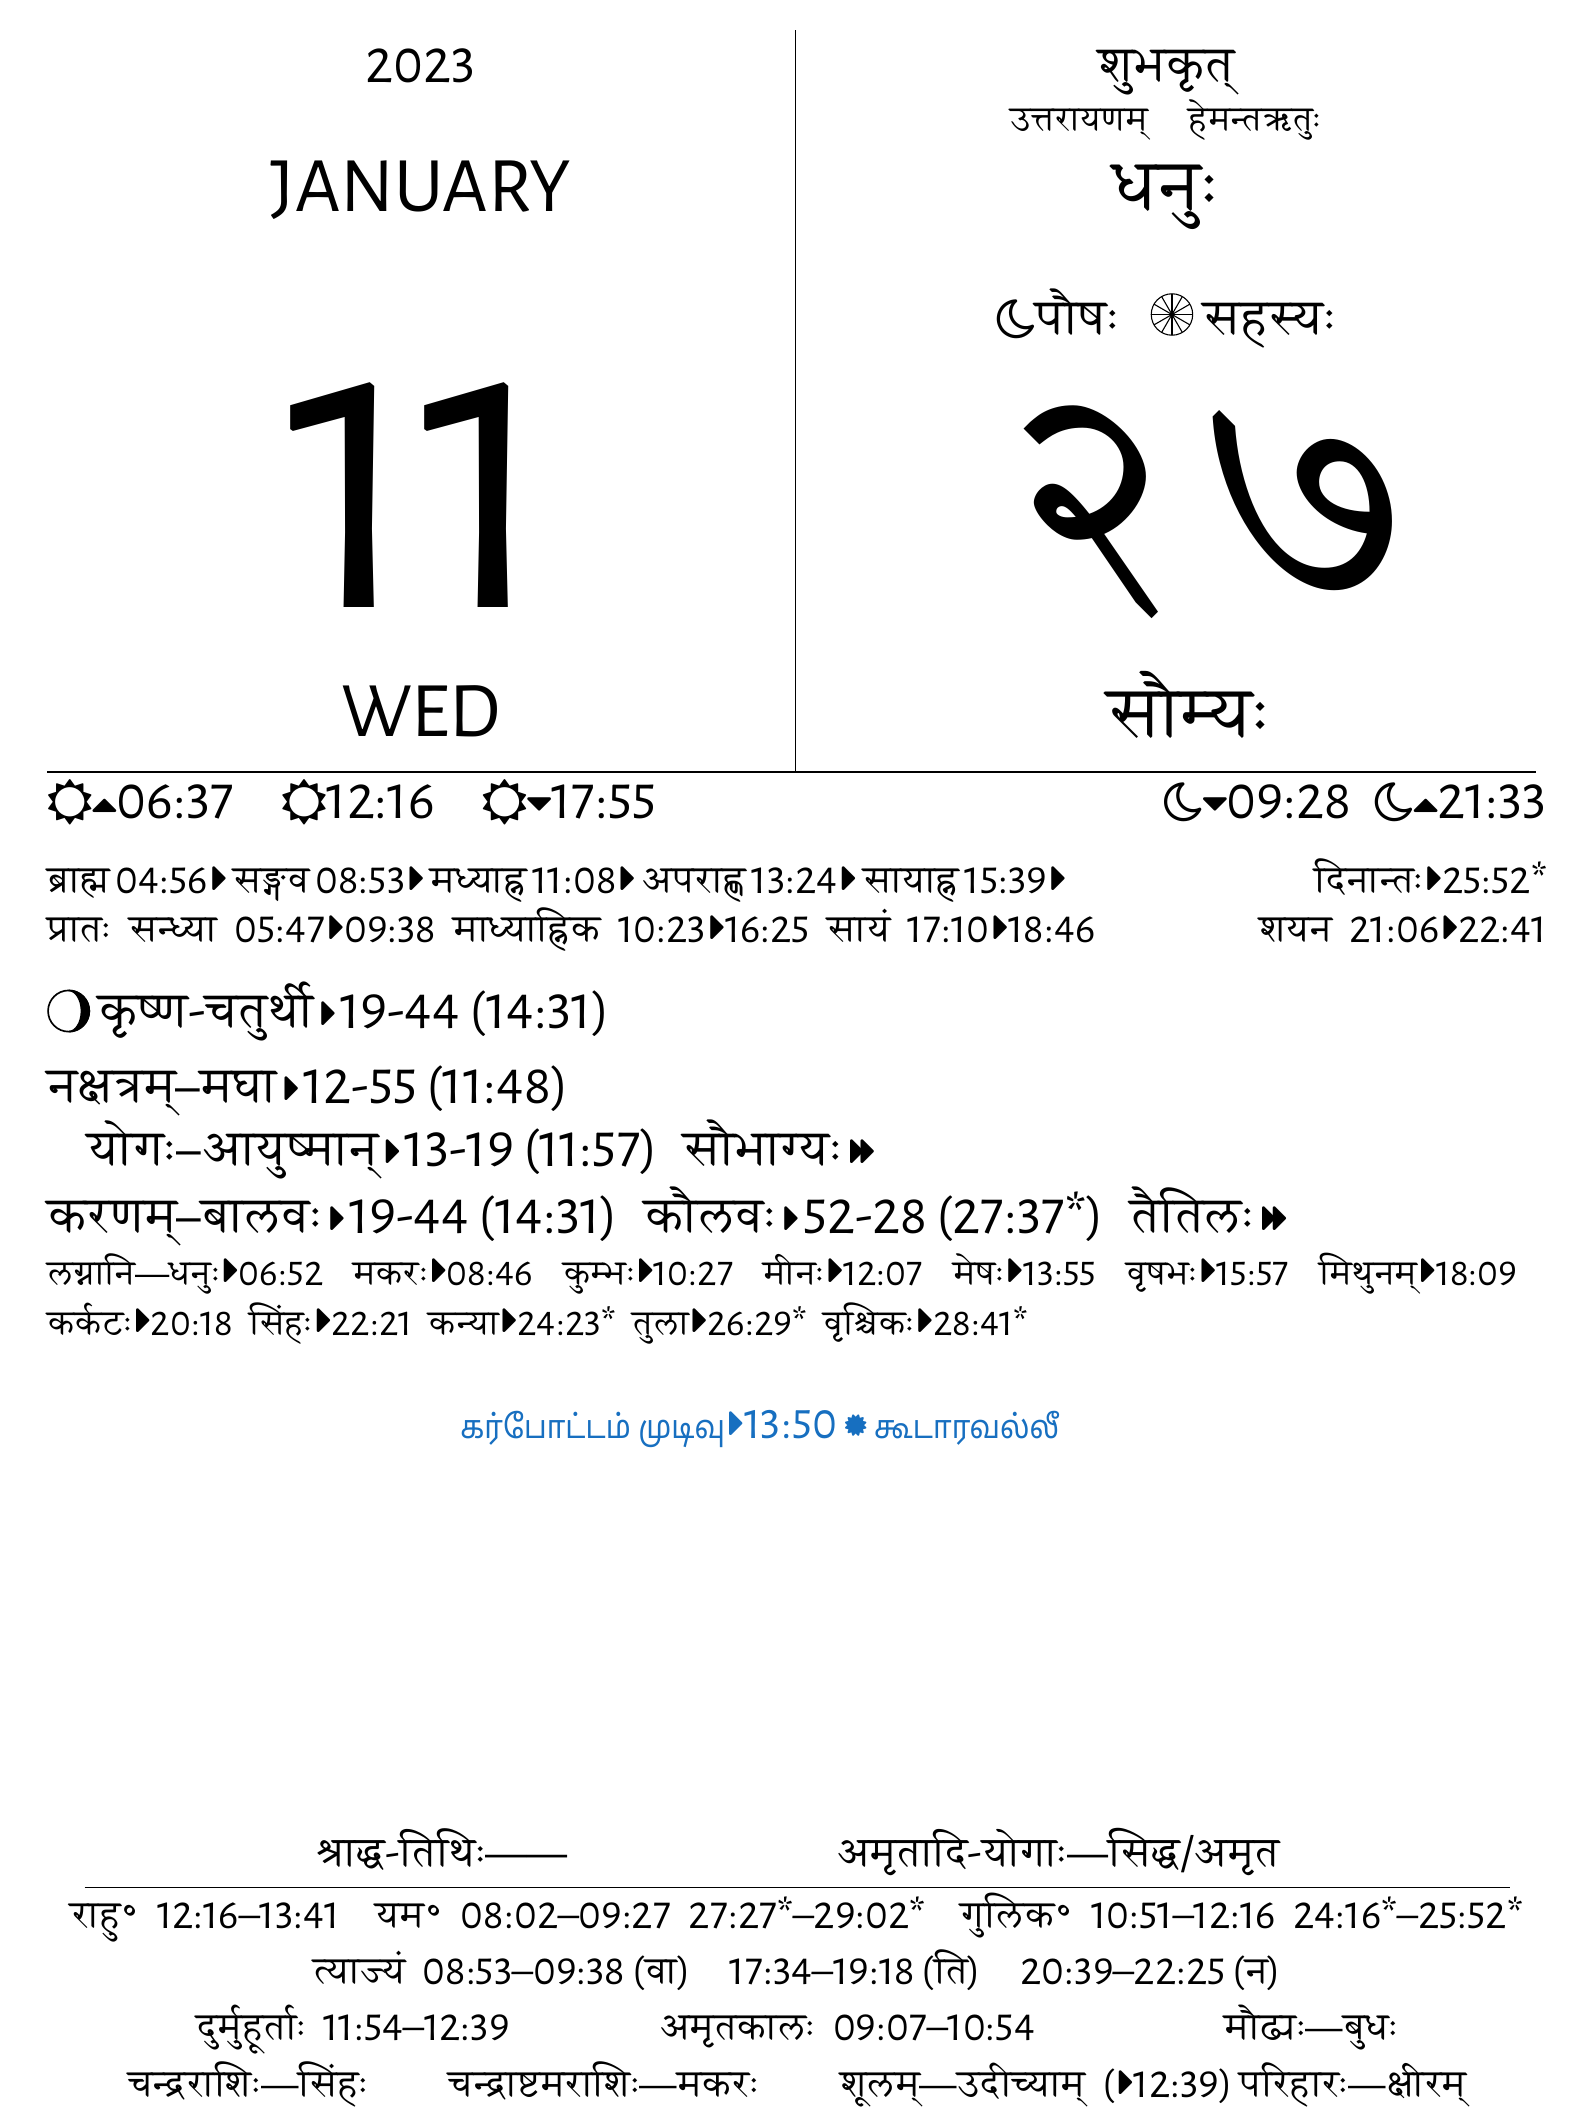 2023
JANUARY
11
WED
शुभकृत्
उत्तरायणम् हेमन्तऋतुः
धनुः
पौषः सहस्यः
२७
सौम्यः
06:37 12:16 17:55 09:28 21:33
ब्राह्म 04:56 सङ्गव 08:53 मध्याह्न 11:08 अपराह्ण 13:24 सायाह्न 15:39 दिनान्तः 25:52*
प्रातः सन्ध्या 05:47 09:38 माध्याह्निक 10:23 16:25 सायं 17:10 18:46 शयन 21:06 22:41
कृष्ण-चतुर्थी 19-44 (14:31)
नक्षत्रम्–मघा 12-55 (11:48)
योगः–आयुष्मान् 13-19 (11:57) सौभाग्यः
करणम्–बालवः 19-44 (14:31) कौलवः 52-28 (27:37*) तैतिलः
लग्नानि—धनुः 06:52 मकरः 08:46 कुम्भः 10:27 मीनः 12:07 मेषः 13:55 वृषभः 15:57 मिथुनम् 18:09
कर्कटः 20:18 सिंहः 22:21 कन्या 24:23* तुला 26:29* वृश्चिकः 28:41*
கர்போட்டம் முடிவு 13:50 கூடாரவல்லீ
श्राद्ध-तिथिः—— अमृतादि-योगाः—सिद्ध/अमृत
राहु॰ 12:16–13:41 यम॰ 08:02–09:27 27:27*–29:02* गुलिक॰ 10:51–12:16 24:16*–25:52*
त्याज्यं 08:53–09:38 (वा) 17:34–19:18 (ति) 20:39–22:25 (न)
दुर्मुहूर्ताः 11:54–12:39 अमृतकालः 09:07–10:54 मौढ्यः—बुधः
चन्द्रराशिः—सिंहः चन्द्राष्टमराशिः—मकरः शूलम्—उदीच्याम् (12:39) परिहारः—क्षीरम्